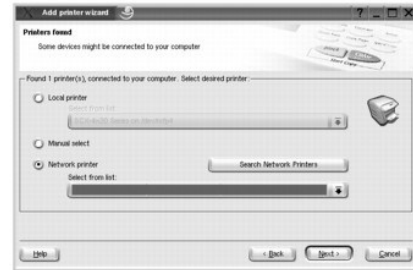 Add printer wizard
Printers found
Some devices might be connected to your computer
Found 1 printer(s), connected to your computer. Select desired printer:
Local printer
Select from list:
Manual select
Network printer
Search Network Printers
Select from list:
Help
< Back
Next >
Cancel